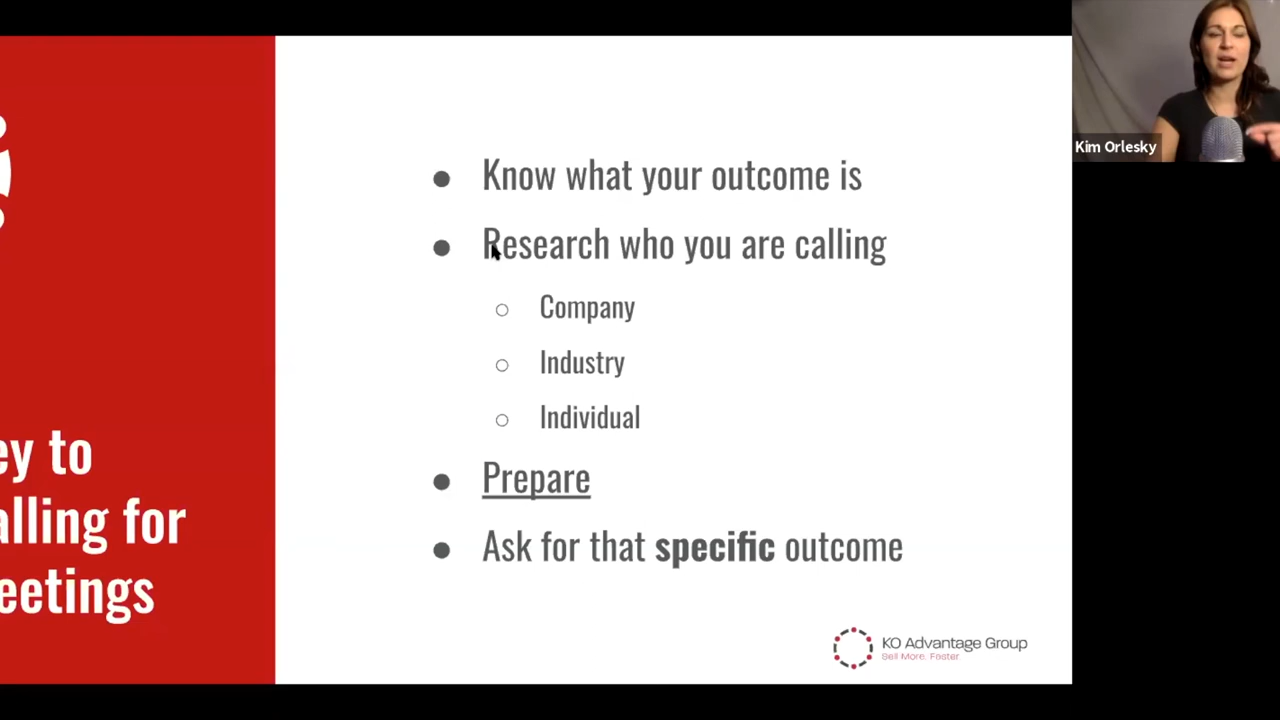 ey to
alling for
eetings
Know what your outcome is
Research who you are calling
Company
Industry
Individual
Prepare
Ask for that specific outcome
KO Advantage Group
Sell More. Faster.
Kim Orlesky